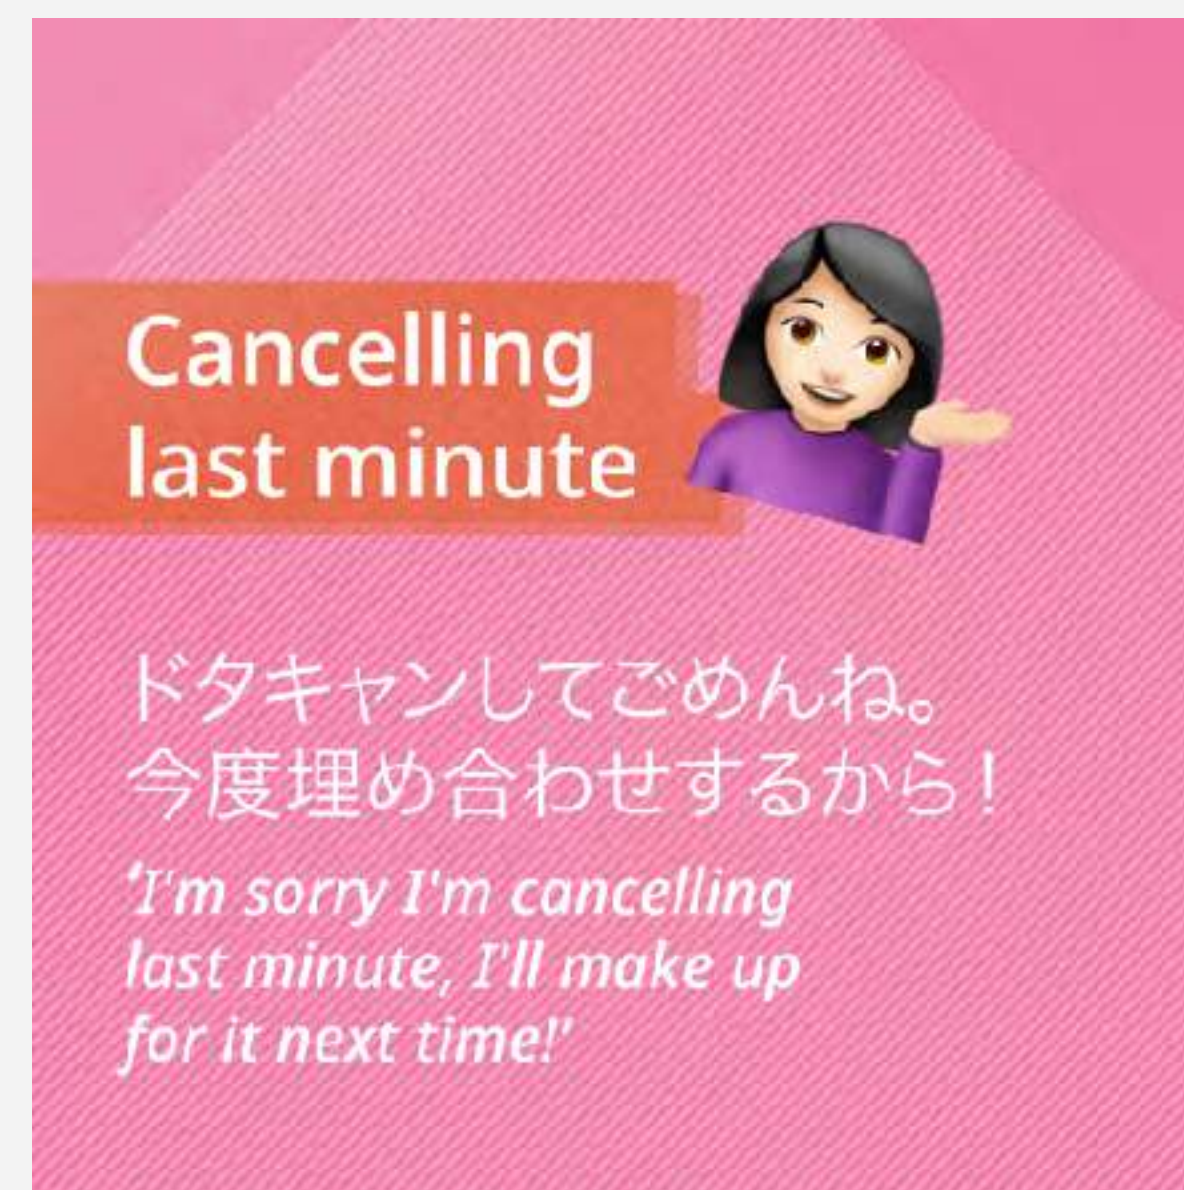 Cancelling
last minute
ドタキャンしてごめんね。
今度埋め合わせするから！
‘I'm sorry I'm cancelling
last minute, I'll make up
for it next time!’